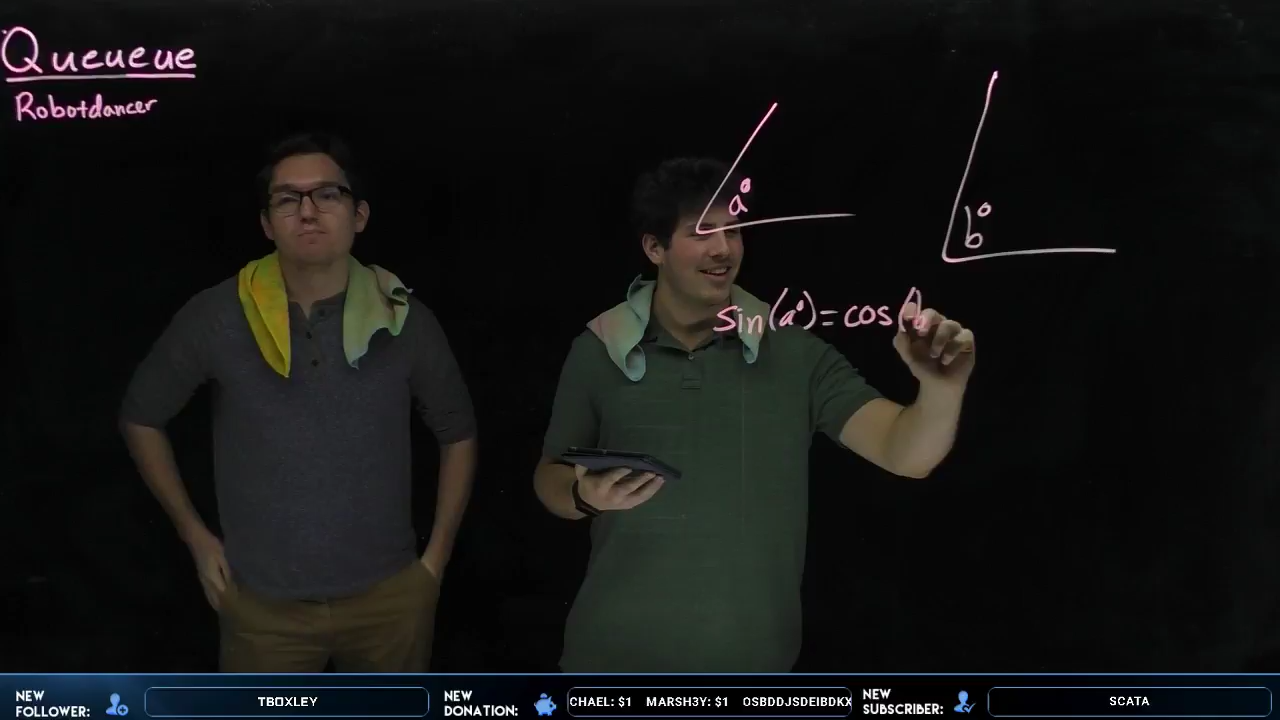 Queueue
Robotdancer
a°
b°
sin(a°)=cos(b
NEW FOLLOWER:
TBOXLEY
NEW DONATION:
CHAEL: $1 MARSH3Y: $1 OSBDDJSDEIBDKX
NEW SUBSCRIBER:
SCATA